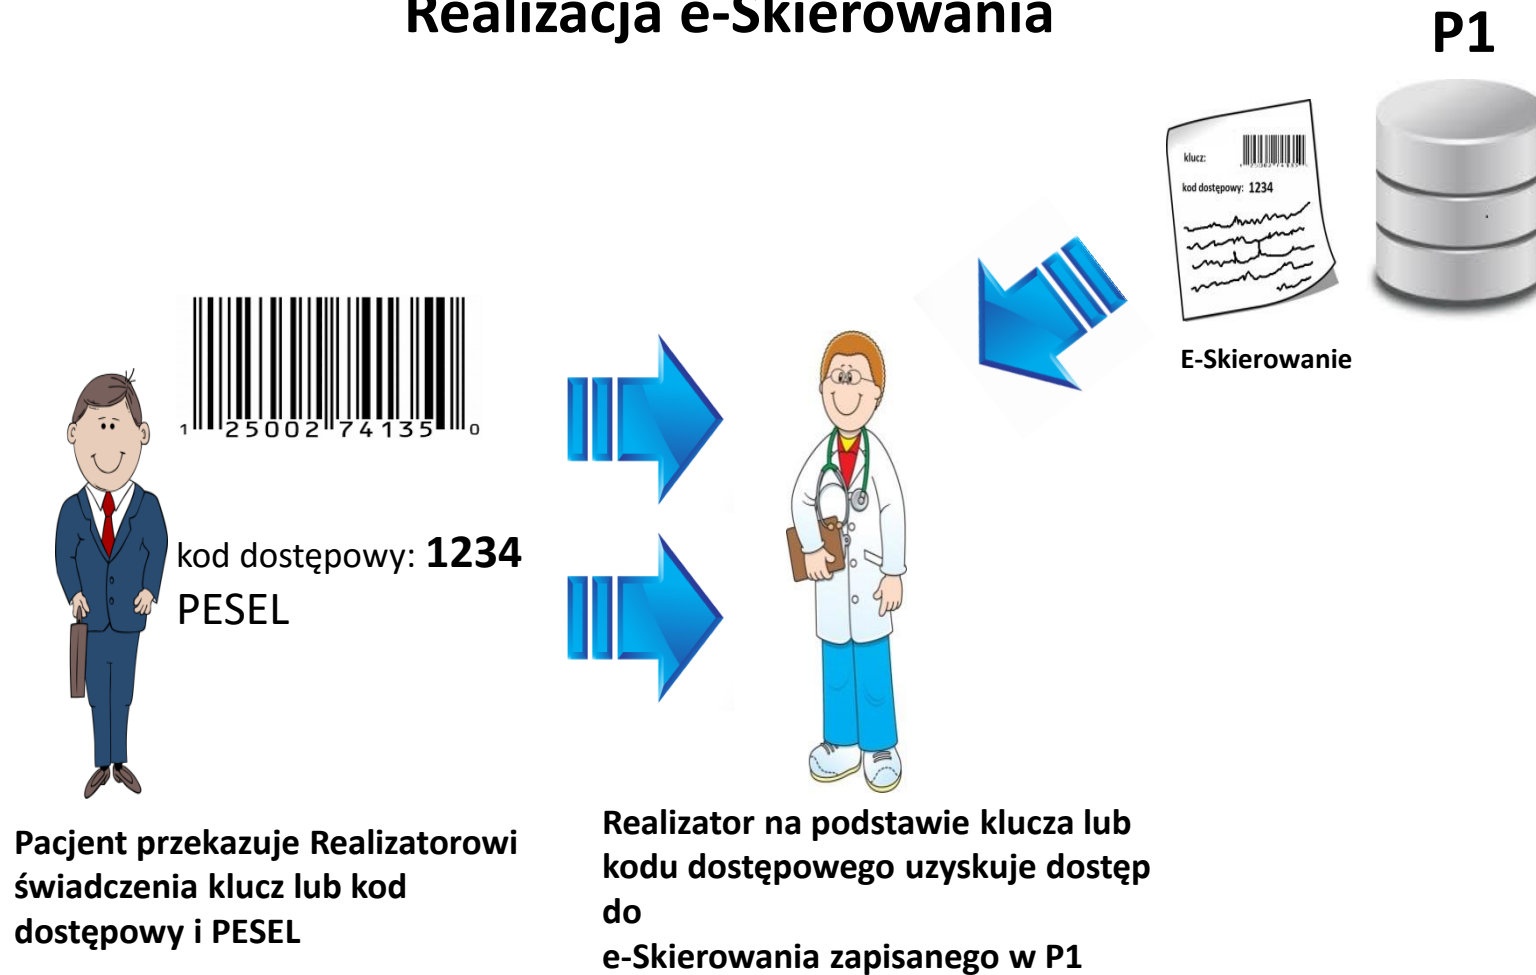 Realizacja e-Skierowania
P1
klucz:
kod dostępowy: 1234
E-Skierowanie
1 25002 74135 0
kod dostępowy: 1234
PESEL
Pacjent przekazuje Realizatorowi
świadczenia klucz lub kod
dostępowy i PESEL
Realizator na podstawie klucza lub
kodu dostępowego uzyskuje dostęp
do
e-Skierowania zapisanego w P1